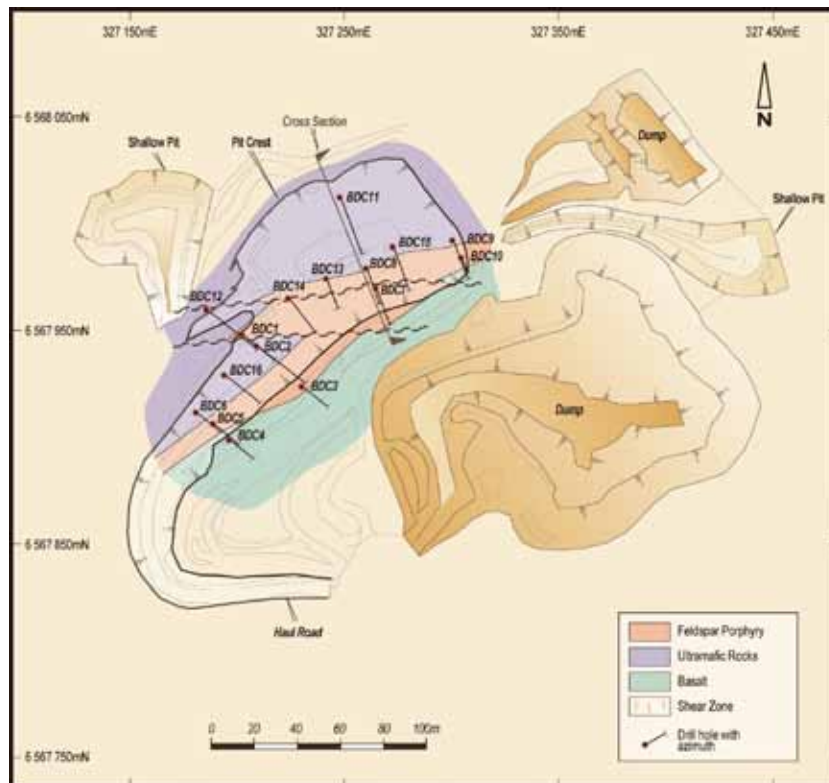 327 150mE
327 250mE
327 350mE
327 450mE
6 568 050mN
N
Cross Section
Shallow Pit
Pit Crest
Dump
Shallow Pit
BDC11
BDC15
BDC9
BDC10
BDC8
BDC13
BDC7
BDC14
BDC12
6 567 950mN
BDC1
BDC2
BDC16
BDC3
BDC6
BDC5
BDC4
Dump
6 567 850mN
Haul Road
Feldspar Porphyry
Ultramafic Rocks
Basalt
Shear Zone
Drill hole with
azimuth
0 20 40 60 80 100m
6 567 750mN